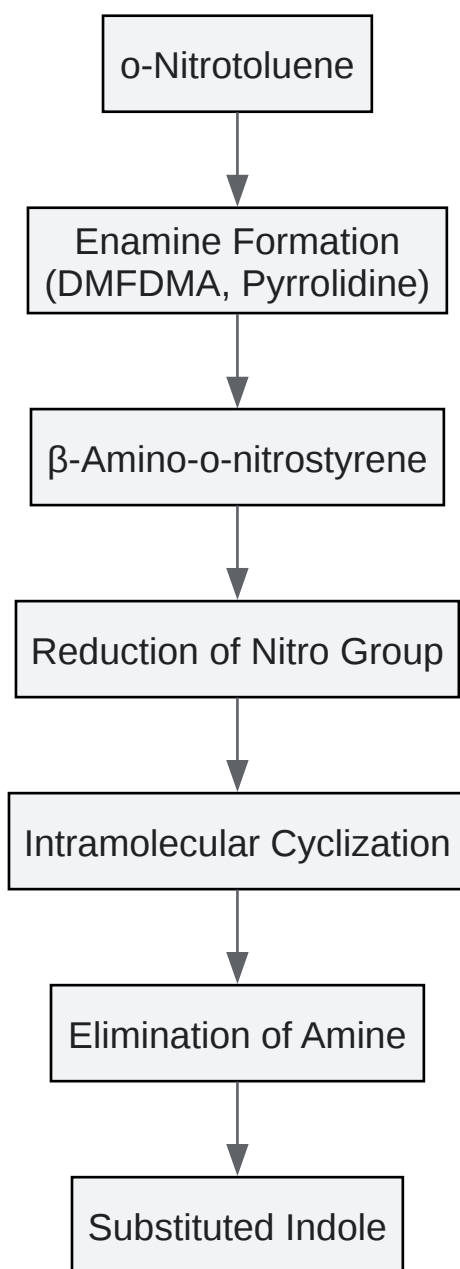 o-Nitrotoluene
Enamine Formation
(DMFDMA, Pyrrolidine)
β-Amino-o-nitrostyrene
Reduction of Nitro Group
Intramolecular Cyclization
Elimination of Amine
Substituted Indole